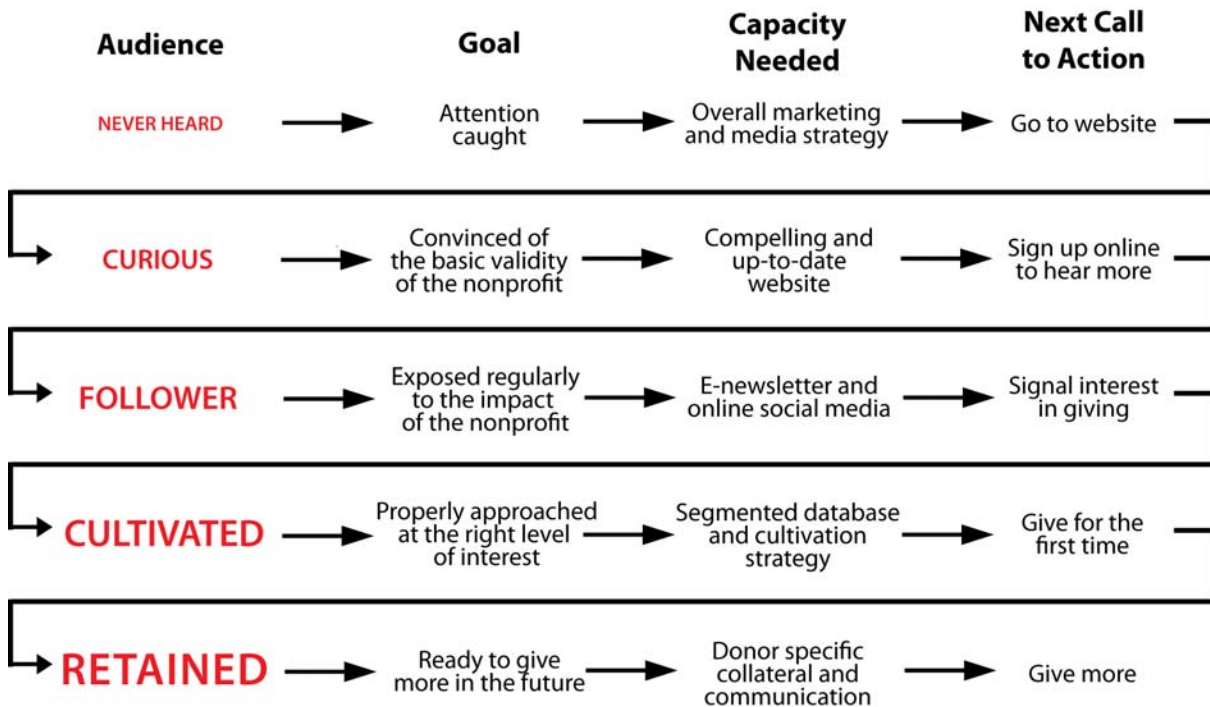 Audience
Goal
Capacity
Needed
Next Call
to Action
NEVER HEARD
Attention
caught
Overall marketing
and media strategy
Go to website
CURIOUS
Convinced of
the basic validity
of the nonprofit
Compelling and
up-to-date
website
Sign up online
to hear more
FOLLOWER
Exposed regularly
to the impact
of the nonprofit
E-newsletter and
online social media
Signal interest
in giving
CULTIVATED
Properly approached
at the right level
of interest
Segmented database
and cultivation
strategy
Give for the
first time
RETAINED
Ready to give
more in the future
Donor specific
collateral and
communication
Give more